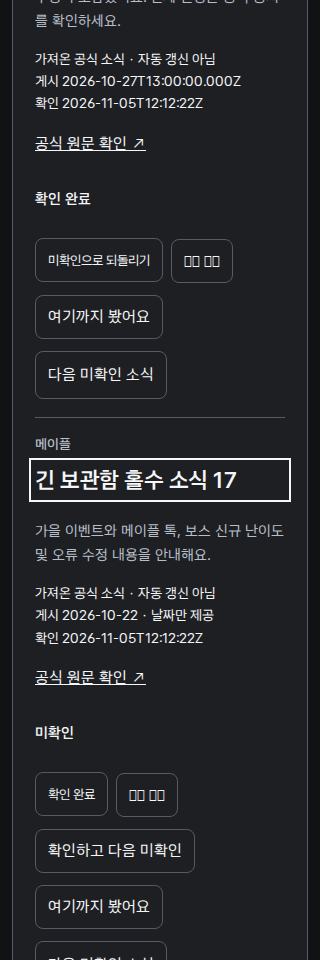 를 확인하세요.
가져온 공식 소식 · 자동 갱신 아님
게시 2026-10-27T13:00:00.000Z
확인 2026-11-05T12:12:22Z
공식 원문 확인 ↗
확인 완료
미확인으로 되돌리기
여기까지 봤어요
다음 미확인 소식
메이플
긴 보관함 홀수 소식 17
가을 이벤트와 메이플 톡, 보스 신규 난이도
및 오류 수정 내용을 안내해요.
가져온 공식 소식 · 자동 갱신 아님
게시 2026-10-22 · 날짜만 제공
확인 2026-11-05T12:12:22Z
공식 원문 확인 ↗
미확인
확인 완료
확인하고 다음 미확인
여기까지 봤어요